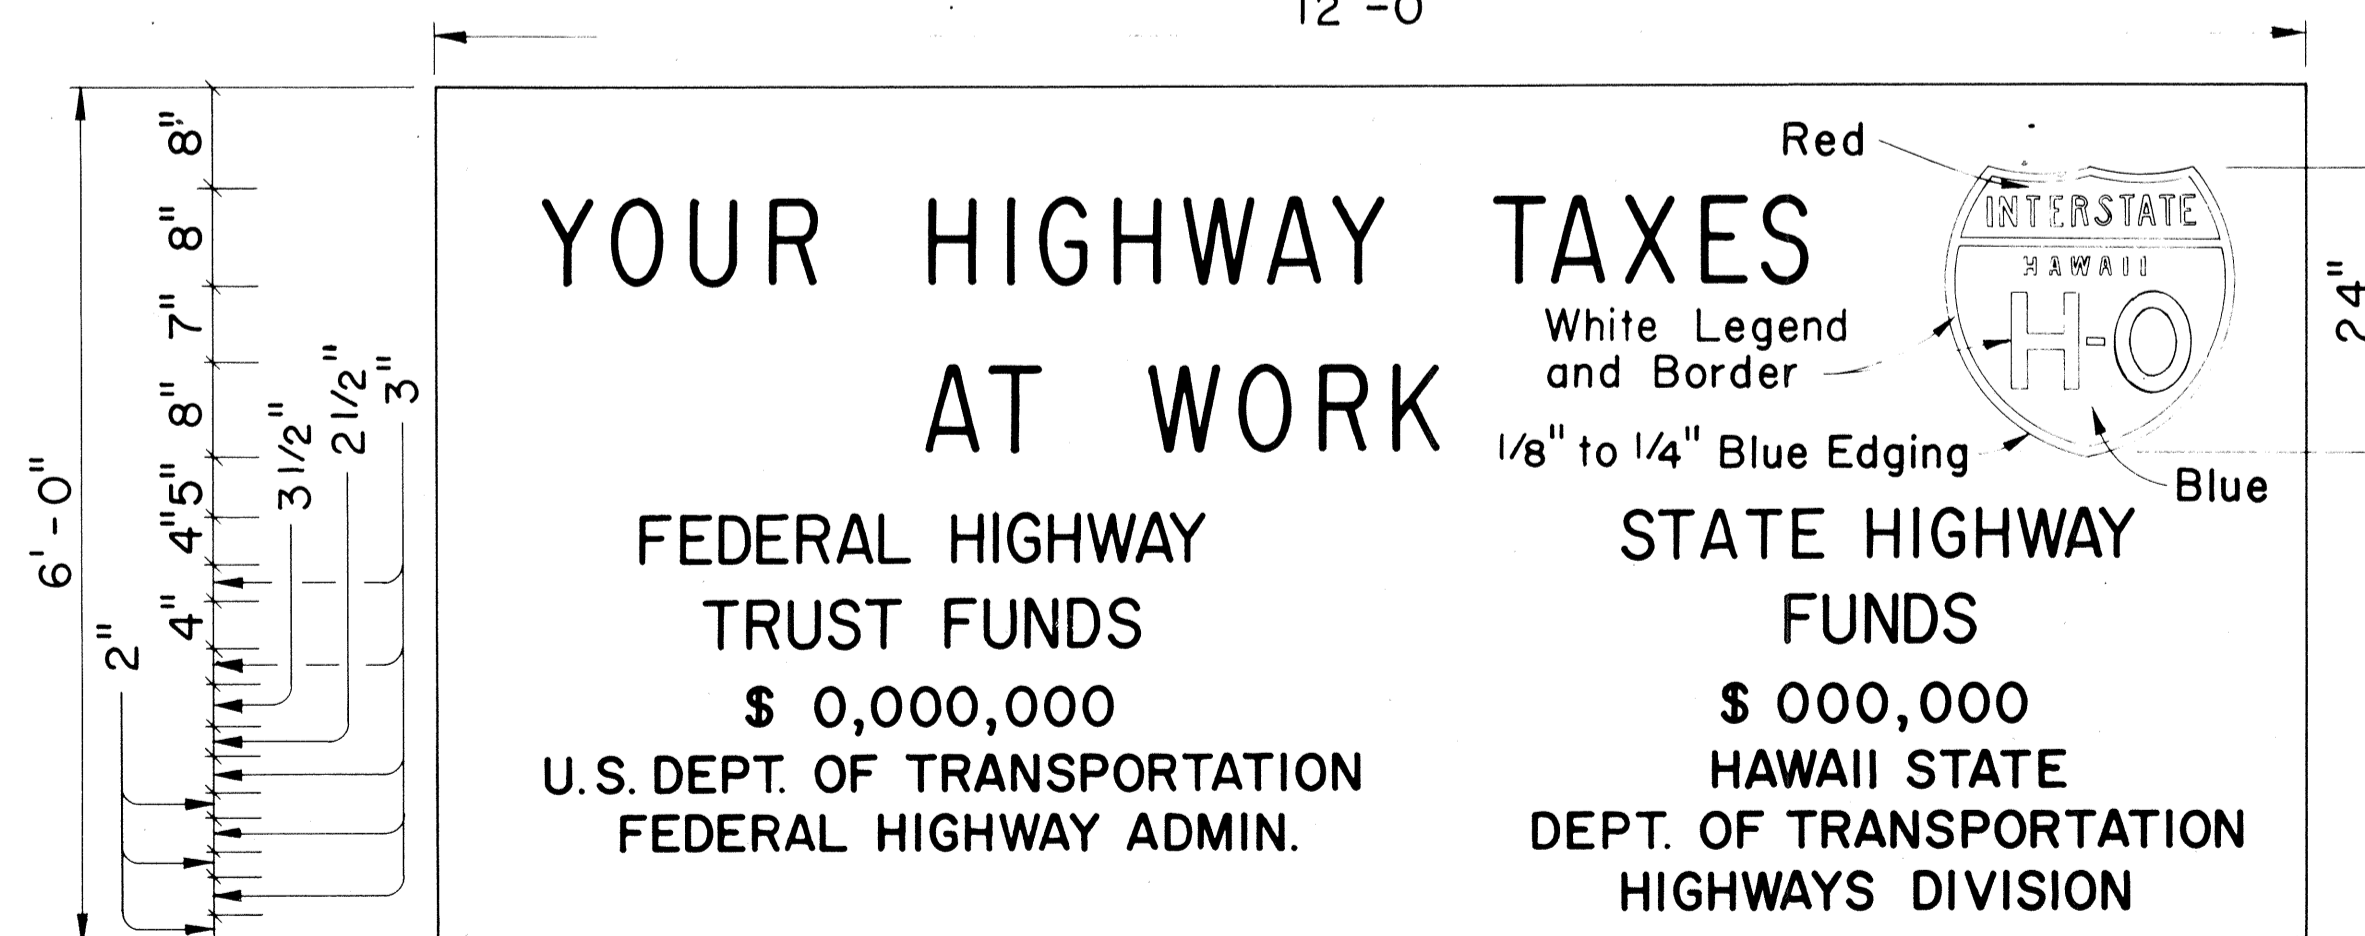 12'-0
8"
8"
7"
8"
5"
4"
4"
3 1/2"
2 1/2"
3"
6'-0"
2"
24"
YOUR HIGHWAY TAXES
AT WORK
Red
INTERSTATE
HAWAII
H-0
White Legend
and Border
1/8" to 1/4" Blue Edging
Blue
FEDERAL HIGHWAY
TRUST FUNDS
$ 0,000,000
U.S. DEPT. OF TRANSPORTATION
FEDERAL HIGHWAY ADMIN.
STATE HIGHWAY
FUNDS
$ 000,000
HAWAII STATE
DEPT. OF TRANSPORTATION
HIGHWAYS DIVISION